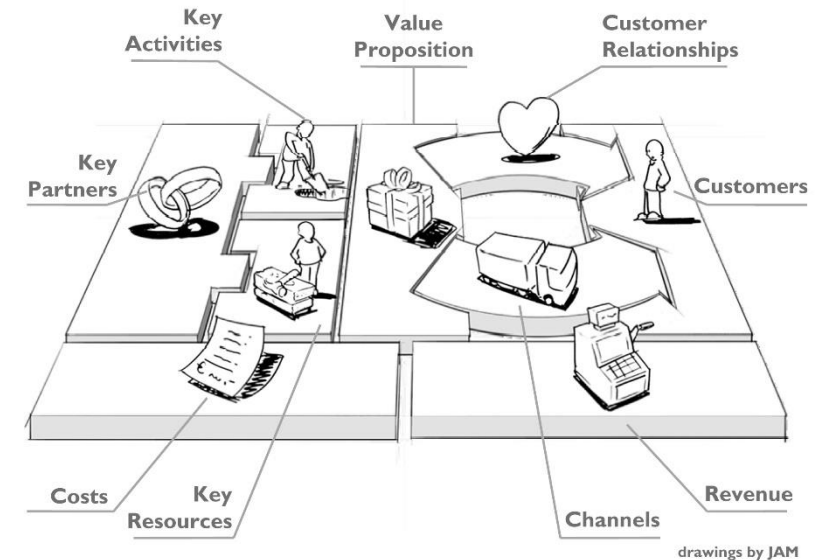 Key
Activities
Value
Proposition
Customer
Relationships
Key
Partners
Customers
Costs
Key
Resources
Channels
Revenue
drawings by JAM